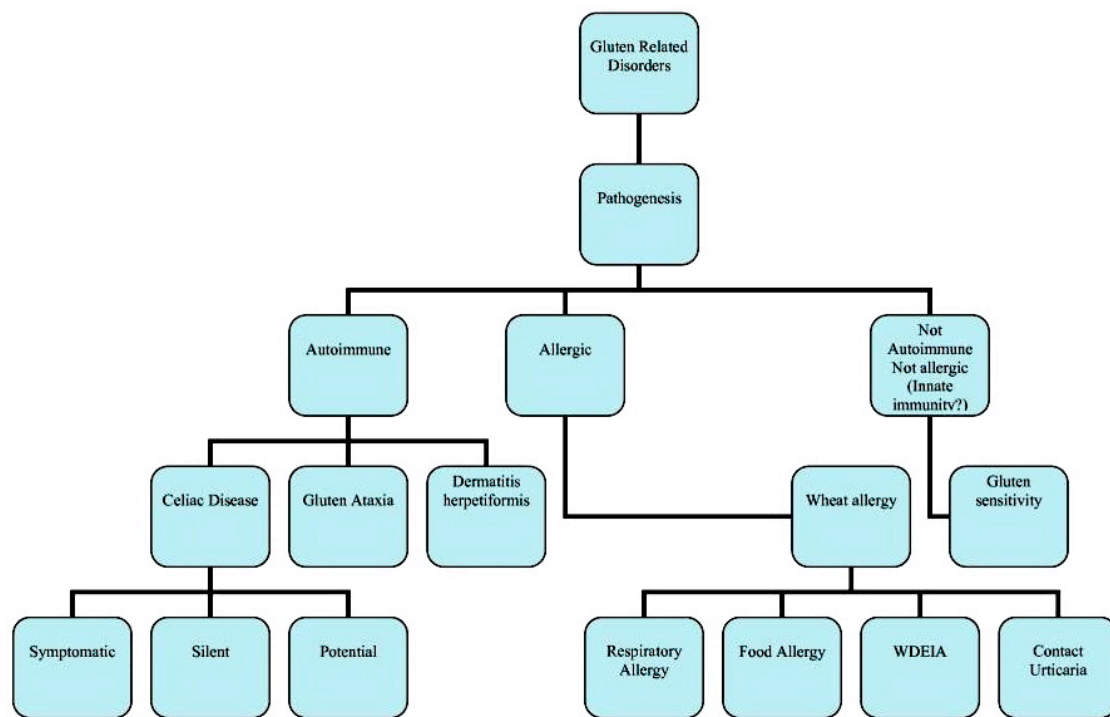 Gluten Related
Disorders
Pathogenesis
Autoimmune
Allergic
Not
Autoimmune
Not allergic
(Innate
immunity?)
Celiac Disease
Gluten Ataxia
Dermatitis
herpetiformis
Wheat allergy
Gluten
sensitivity
Symptomatic
Silent
Potential
Respiratory
Allergy
Food Allergy
WDEIA
Contact
Urticaria